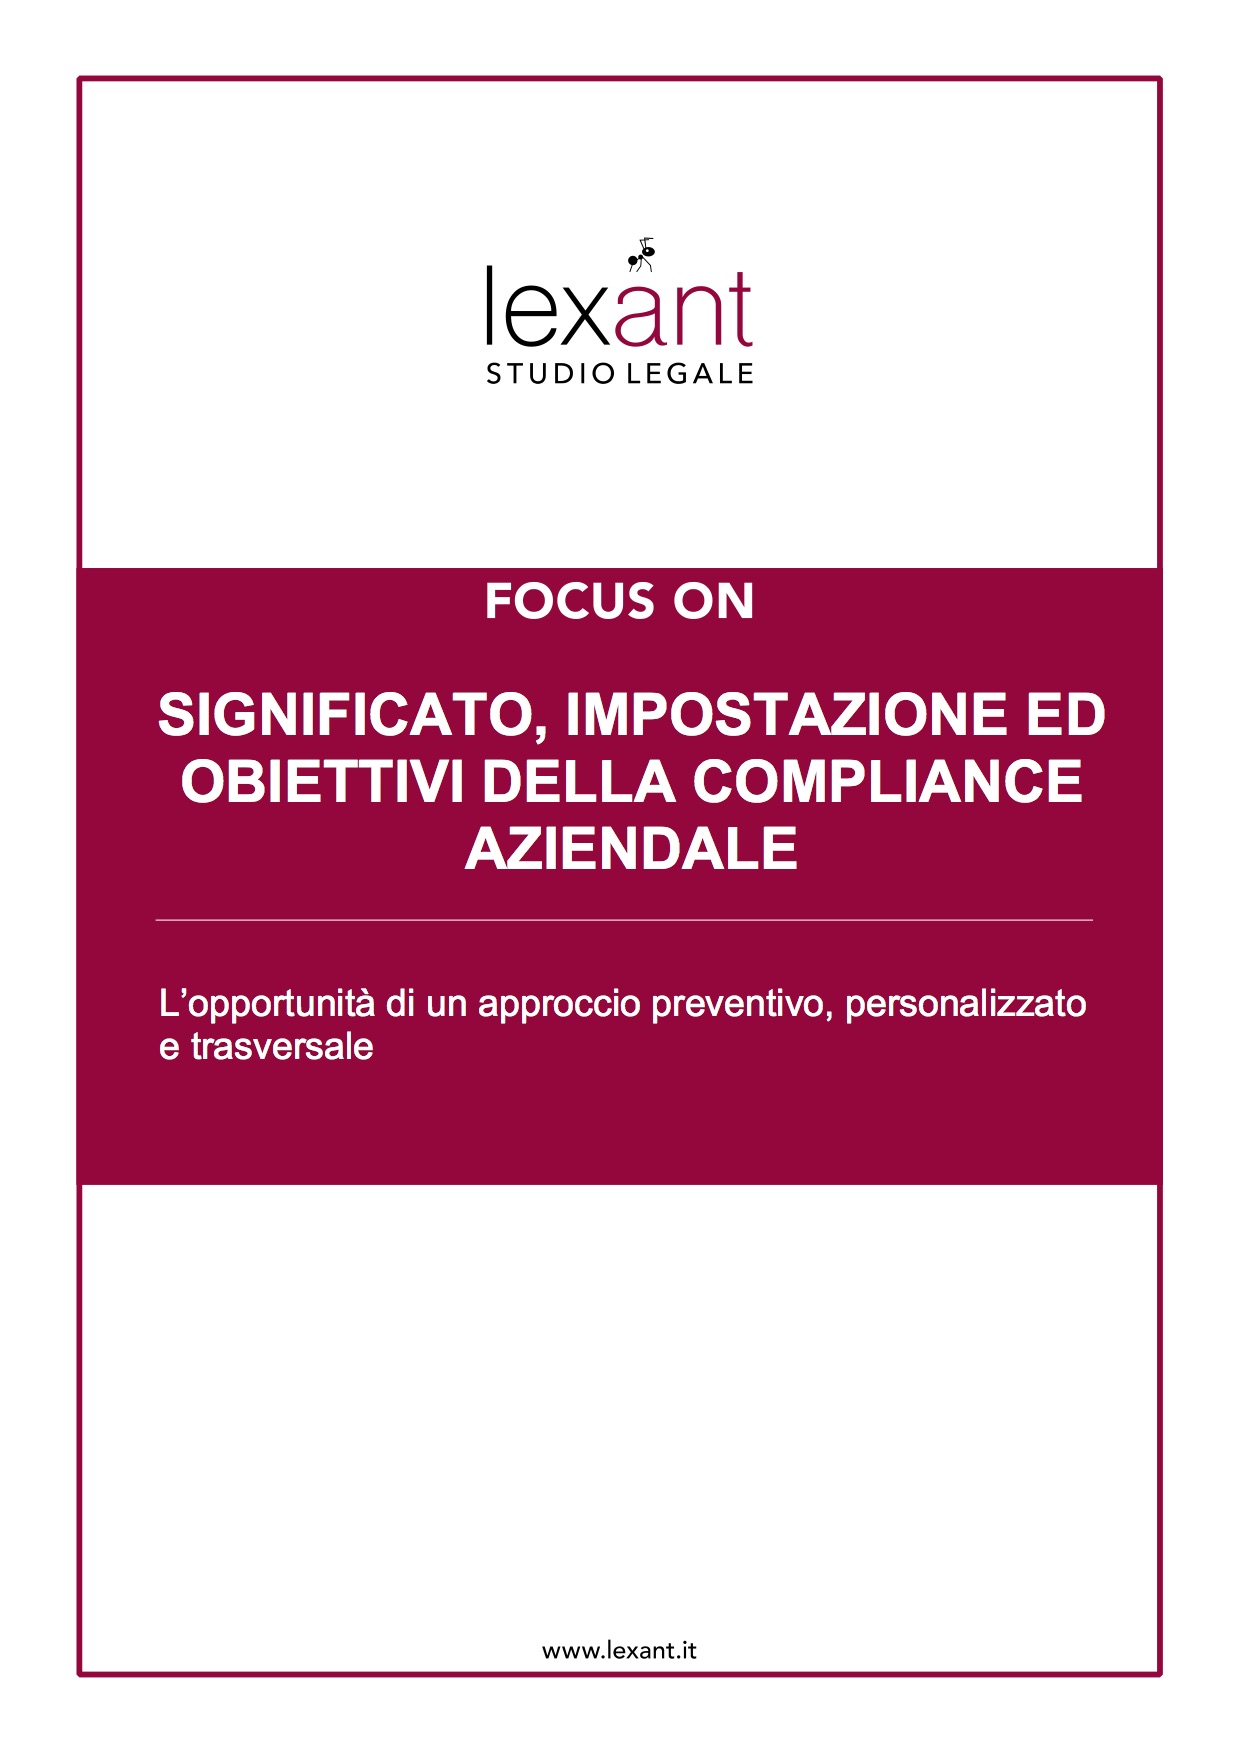 lexant
STUDIO LEGALE
FOCUS ON
SIGNIFICATO, IMPOSTAZIONE ED
OBIETTIVI DELLA COMPLIANCE
AZIENDALE
L’opportunità di un approccio preventivo, personalizzato
e trasversale
www.lexant.it